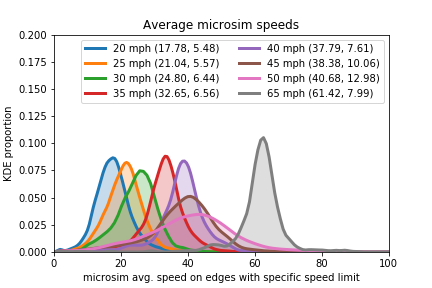 Average microsim speeds
0.200
0.175
0.150
0.125
0.100
0.075
0.050
0.025
0.000
KDE proportion
20 mph (17.78, 5.48)
25 mph (21.04, 5.57)
30 mph (24.80, 6.44)
35 mph (32.65, 6.56)
40 mph (37.79, 7.61)
45 mph (38.38, 10.06)
50 mph (40.68, 12.98)
65 mph (61.42, 7.99)
0 20 40 60 80 100
microsim avg. speed on edges with specific speed limit